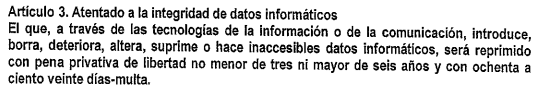 Artículo 3. Atentado a la integridad de datos informáticos
El que, a través de las tecnologías de la información o de la comunicación, introduce,
borra, deteriora, altera, suprime o hace inaccesibles datos informáticos, será reprimido
con pena privativa de libertad no menor de tres ni mayor de seis años y con ochenta a
ciento veinte días-multa.